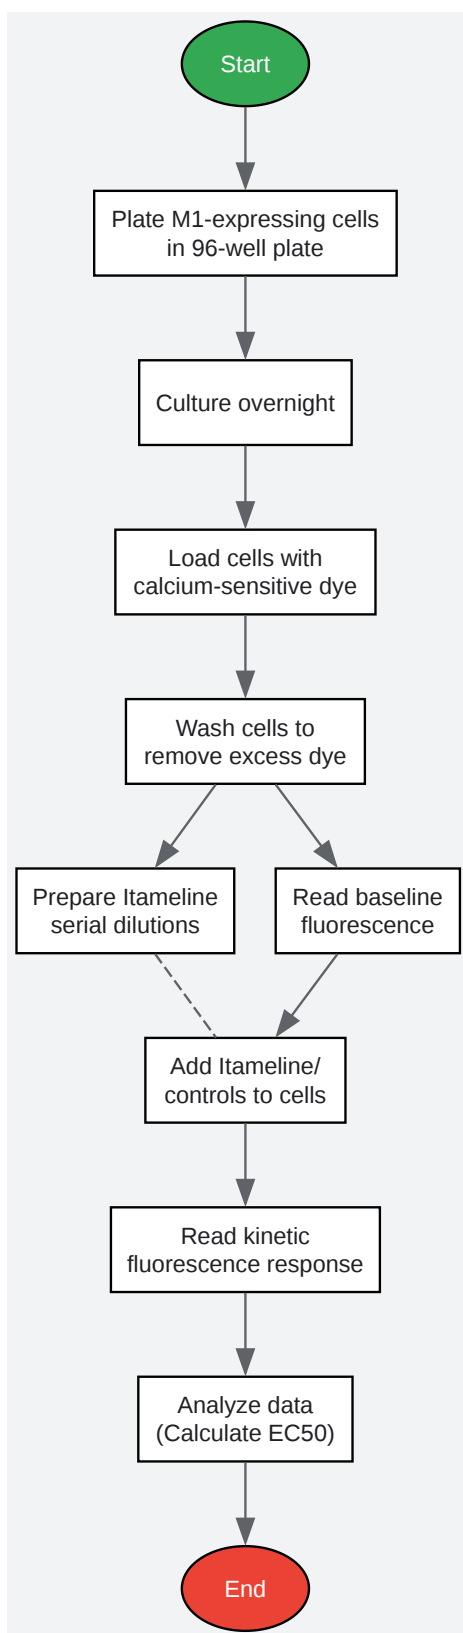 Start
Plate M1-expressing cells
in 96-well plate
Culture overnight
Load cells with
calcium-sensitive dye
Wash cells to
remove excess dye
Prepare Itameline
serial dilutions
Read baseline
fluorescence
Add Itameline/
controls to cells
Read kinetic
fluorescence response
Analyze data
(Calculate EC50)
End